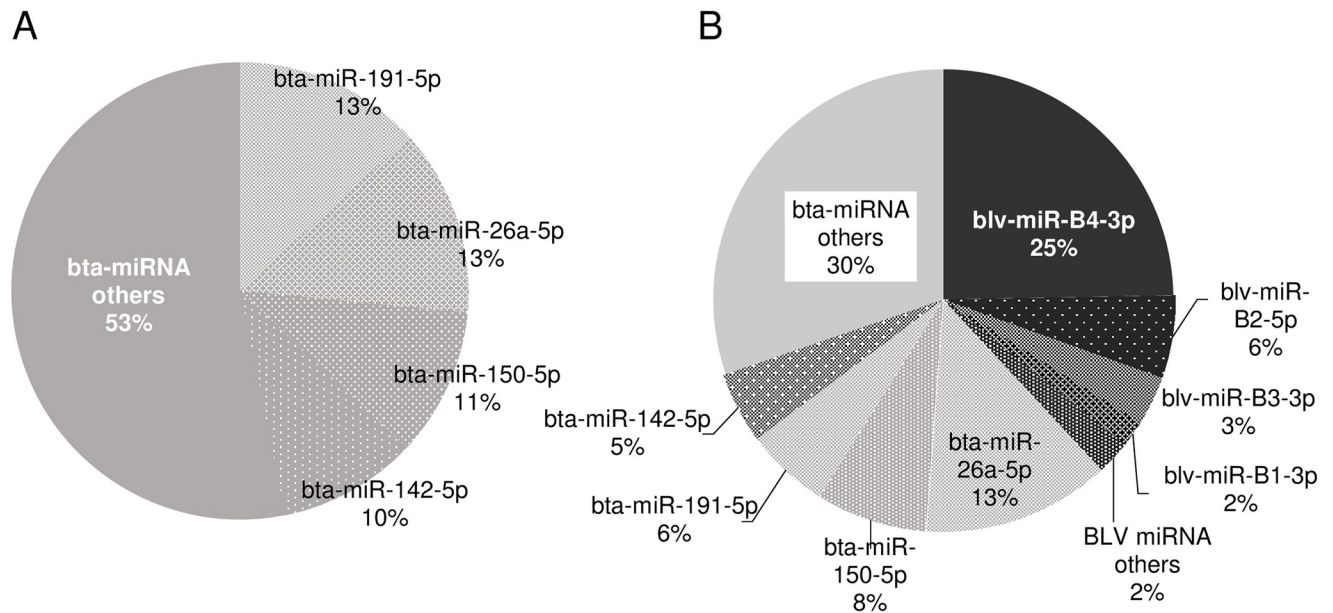 A
bta-miR-191-5p
13%
bta-miR-26a-5p
13%
bta-miR-150-5p
11%
bta-miR-142-5p
10%
bta-miRNA
others
53%
B
blv-miR-B4-3p
25%
blv-miR-
B2-5p
6%
blv-miR-B3-3p
3%
blv-miR-B1-3p
2%
BLV miRNA
others
2%
bta-miR-
26a-5p
13%
bta-miR-
150-5p
8%
bta-miR-191-5p
6%
bta-miR-142-5p
5%
bta-miRNA
others
30%